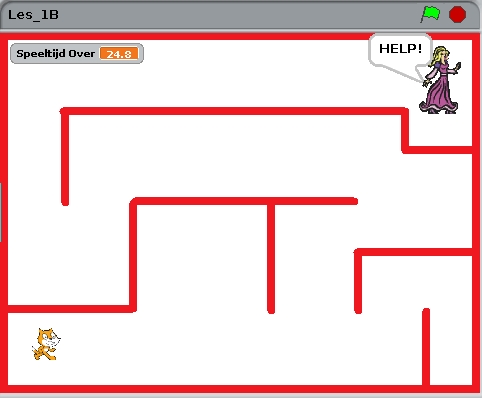 Les_1B
Speeltijd Over 24.8
HELP!